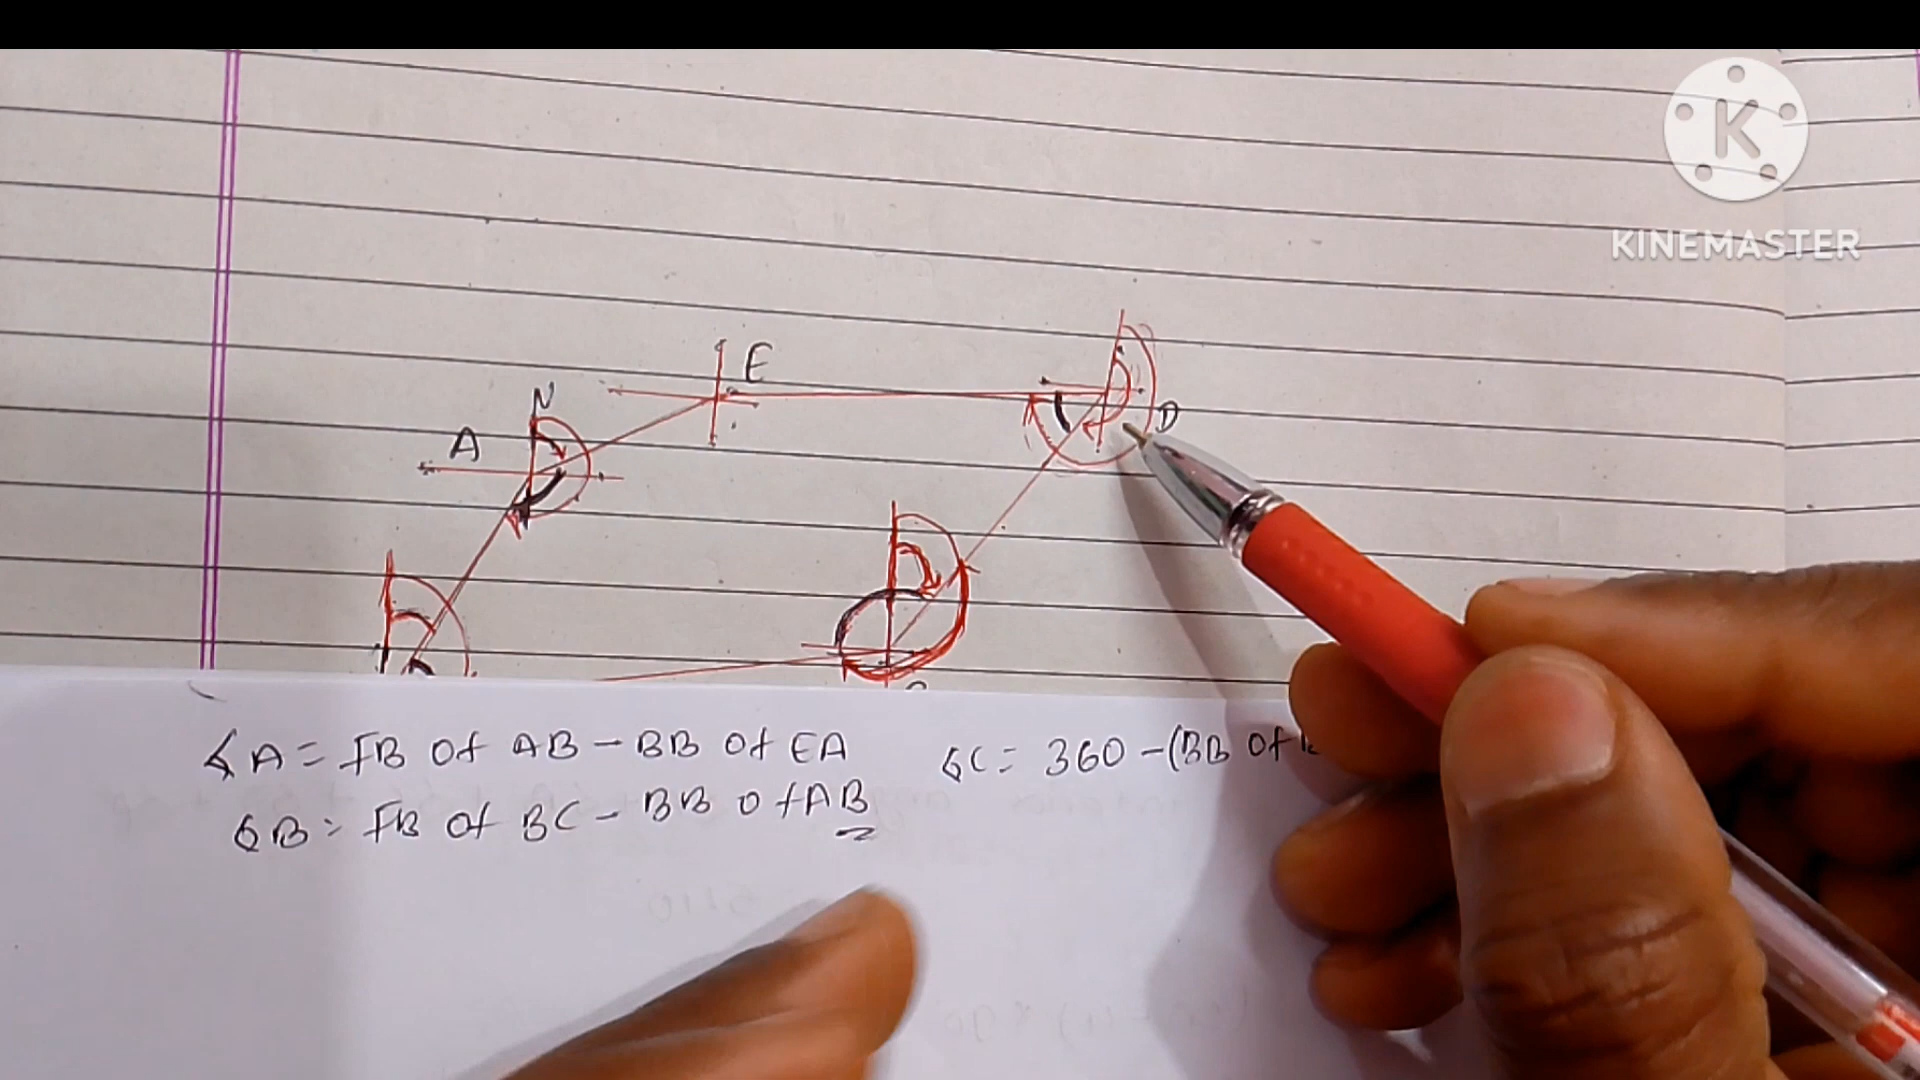 K
KINEMASTER
E
N
A
D
∡A = FB of AB - BB of EA
∡C = 360 - (BB of
∡B = FB of BC - BB of AB